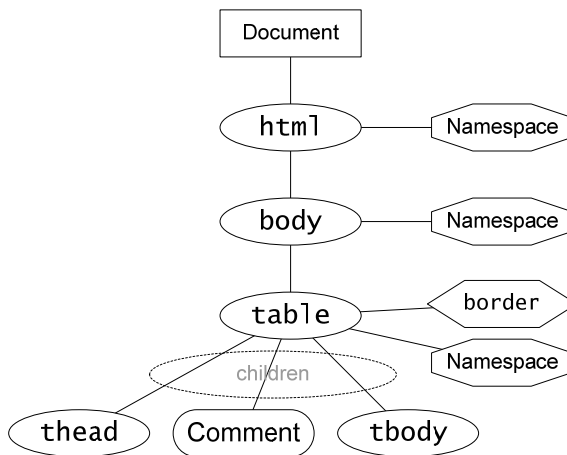 Document
html
Namespace
body
Namespace
border
table
Namespace
children
thead
Comment
tbody